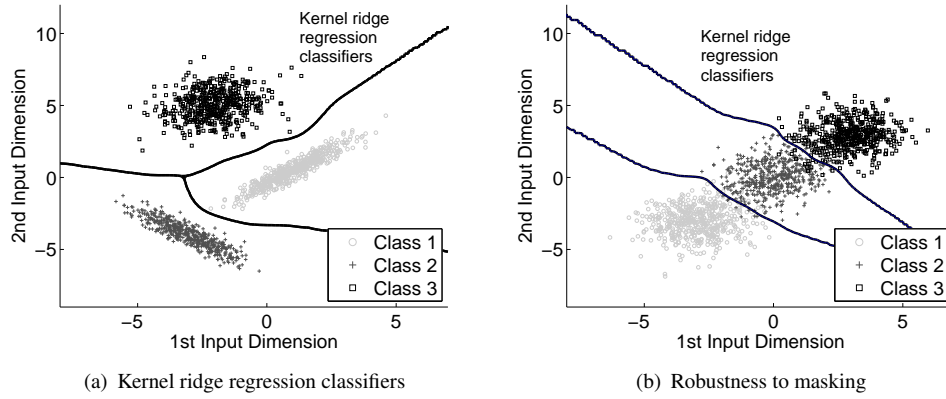 Kernel ridge
regression
classifiers
10
5
0
−5
2nd Input Dimension
−5
0
5
1st Input Dimension
Class 1
Class 2
Class 3
(a) Kernel ridge regression classifiers
Kernel ridge
regression
classifiers
10
5
0
−5
2nd Input Dimension
−5
0
5
1st Input Dimension
Class 1
Class 2
Class 3
(b) Robustness to masking